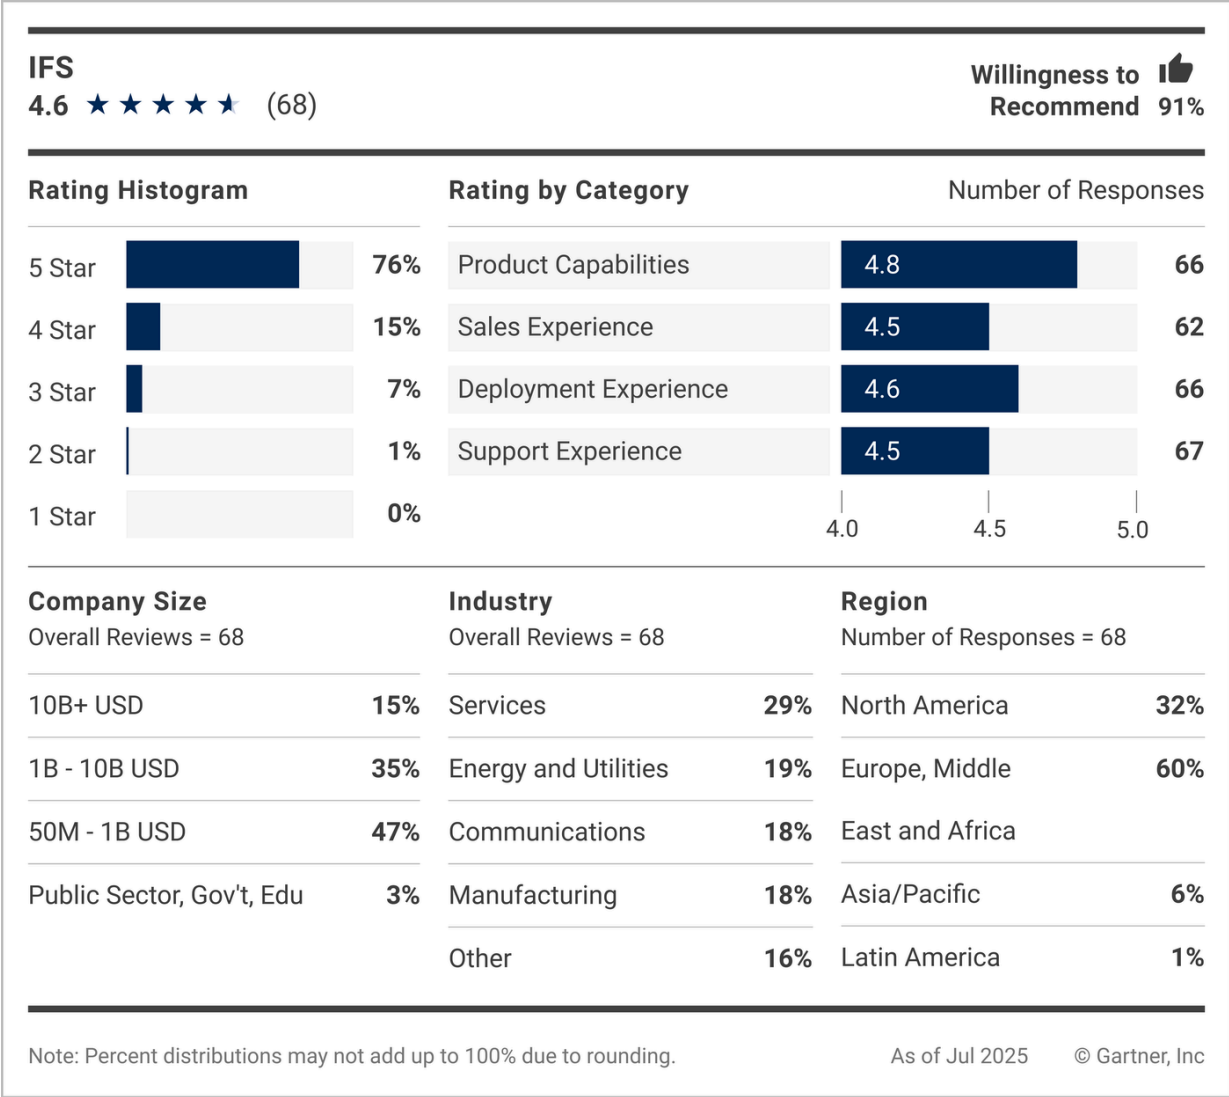 IFS
4.6 ★ ★ ★ ★ ★ (68)
Willingness to
Recommend 91%
Rating Histogram
5 Star 76%
4 Star 15%
3 Star 7%
2 Star 1%
1 Star 0%
Rating by Category Number of Responses
Product Capabilities 4.8 66
Sales Experience 4.5 62
Deployment Experience 4.6 66
Support Experience 4.5 67
4.0 4.5 5.0
Company Size
Overall Reviews = 68
10B+ USD 15%
1B - 10B USD 35%
50M - 1B USD 47%
Public Sector, Gov't, Edu 3%
Industry
Overall Reviews = 68
Services 29%
Energy and Utilities 19%
Communications 18%
Manufacturing 18%
Other 16%
Region
Number of Responses = 68
North America 32%
Europe, Middle 60%
East and Africa
Asia/Pacific 6%
Latin America 1%
Note: Percent distributions may not add up to 100% due to rounding. As of Jul 2025 © Gartner, Inc